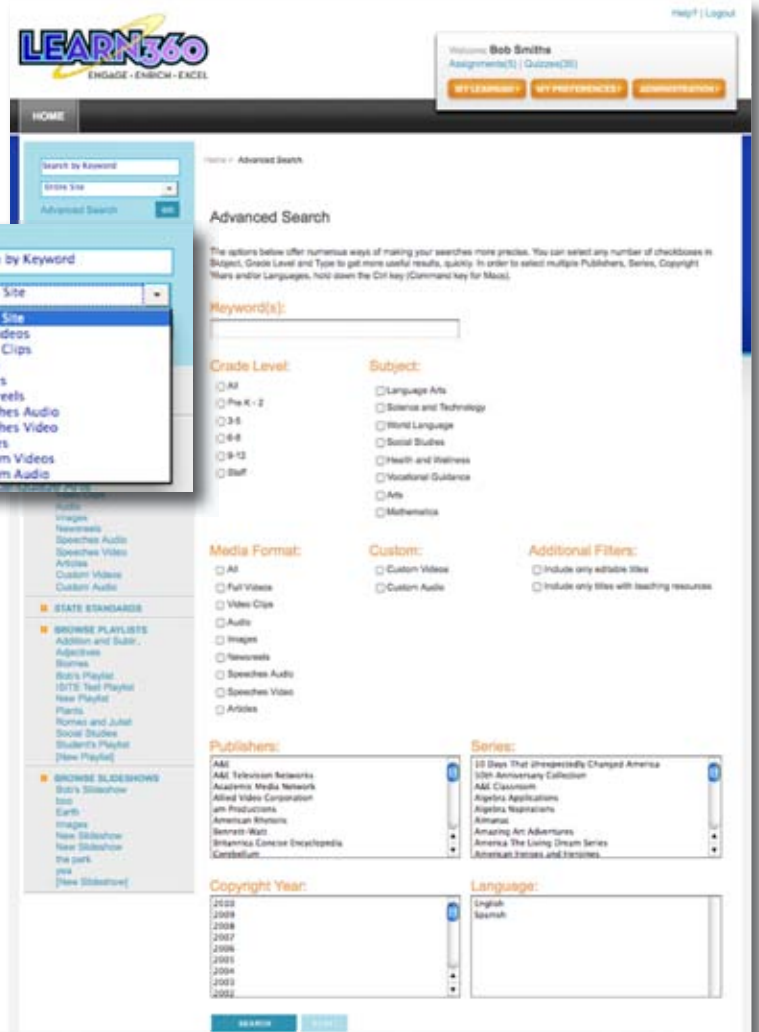 Help? | Logout
LEARN360
ENGAGE - ENRICH - EXCEL
Welcome Bob Smiths
Assignments(5) | Quizzes(35)
MY LEARN360> MY PREFERENCES> ADMINISTRATION>
HOME
Search by Keyword
Entire Site
Advanced Search GO
by Keyword
Site
Site
Clips
Audio
Video
Videos
Audio
Audio
Images
Newsreels
Speeches Audio
Speeches Video
Articles
Custom Videos
Custom Audio
STATE STANDARDS
BROWSE PLAYLISTS
Addition and Subtr..
Adjectives
Biomes
Bob's Playlist
ISITE Test Playlist
New Playlist
Plants
Romeo and Juliet
Social Studies
Student's Playlist
[New Playlist]
BROWSE SLIDESHOWS
Bob's Slideshow
boo
Earth
Images
New Slideshow
New Slideshow
the park
yea
[New Slideshow]
Home > Advanced Search
Advanced Search
The options below offer numerous ways of making your searches more precise. You can select any number of checkboxes in
Subject, Grade Level and Type to get more useful results, quickly. In order to select multiple Publishers, Series, Copyright
Years and/or Languages, hold down the Ctrl key (Command key for Macs).
Keyword(s):
Grade Level:
All
Pre K - 2
3-5
6-8
9-12
Staff
Subject:
Language Arts
Science and Technology
World Language
Social Studies
Health and Wellness
Vocational Guidance
Arts
Mathematics
Media Format:
All
Full Videos
Video Clips
Audio
Images
Newsreels
Speeches Audio
Speeches Video
Articles
Custom:
Custom Videos
Custom Audio
Additional Filters:
Include only editable titles
Include only titles with teaching resources
Publishers:
A&E
A&E Television Networks
Academic Media Network
Allied Video Corporation
am Productions
American Rhetoric
Bennett-Watt
Britannica Concise Encyclopedia
Cerebellum
Series:
10 Days That Unexpectedly Changed America
10th Anniversary Collection
A&E Classroom
Algebra Applications
Algebra Nspirations
Almanac
Amazing Art Adventures
America The Living Dream Series
American Heroes and Heroines
Copyright Year:
2010
2009
2008
2007
2006
2005
2004
2003
2002
Language:
English
Spanish
SEARCH